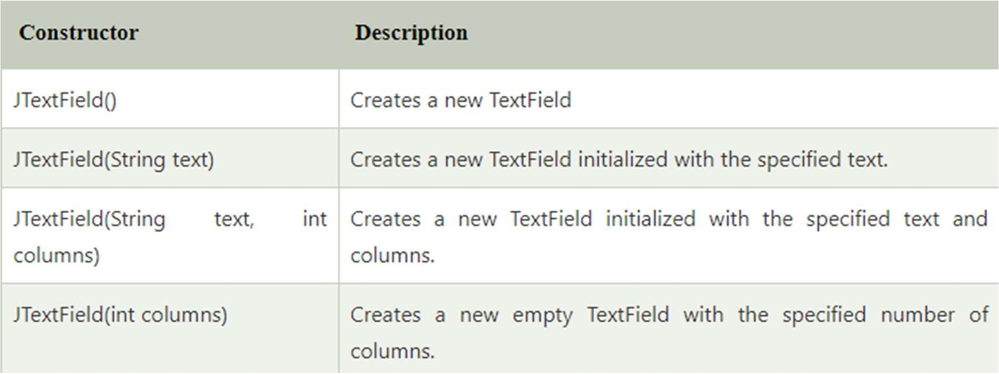 Constructor Description
JTextField() Creates a new TextField
JTextField(String text) Creates a new TextField initialized with the specified text.
JTextField(String text, int Creates a new TextField initialized with the specified text and
columns) columns.
JTextField(int columns) Creates a new empty TextField with the specified number of
columns.